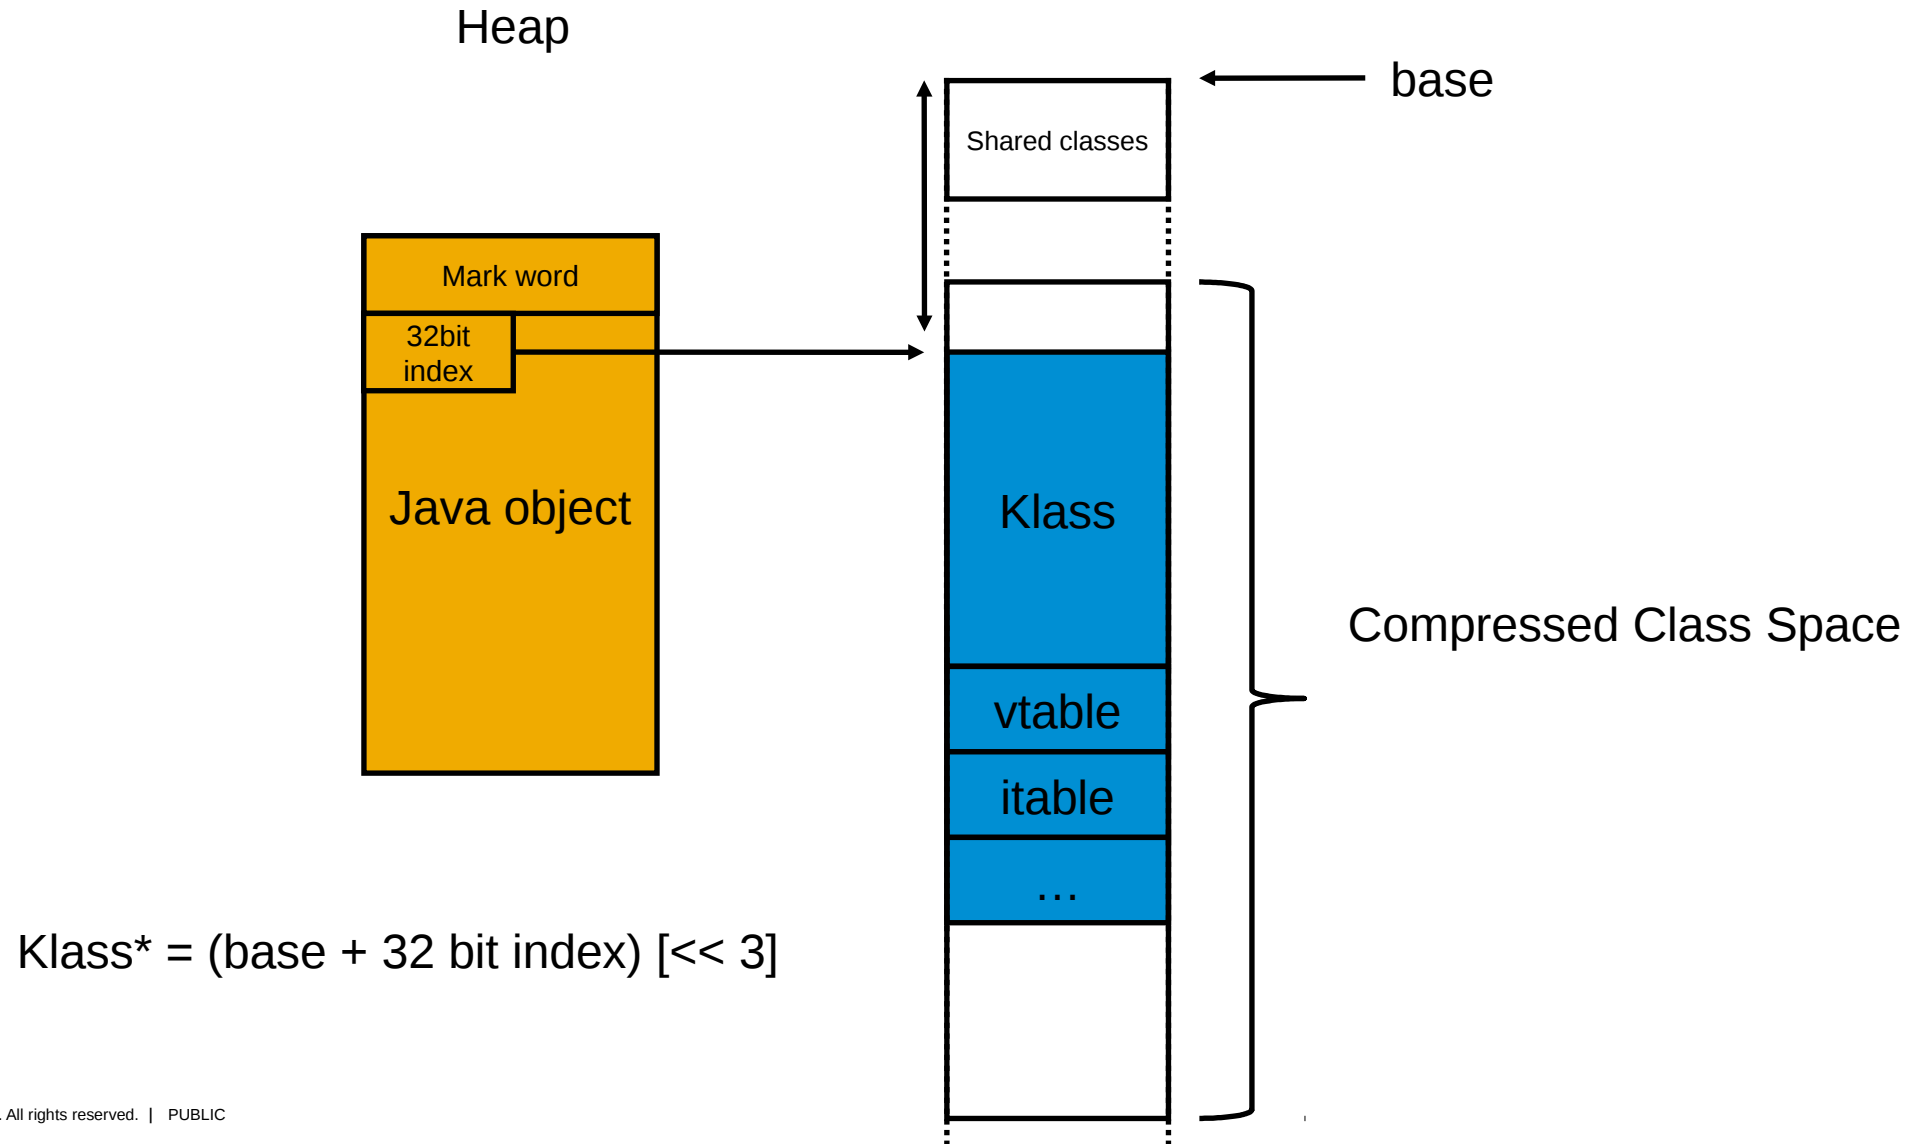 Heap
base
Shared classes
Mark word
32bit
index
Java object
Klass
Compressed Class Space
vtable
itable
…
Klass* = (base + 32 bit index) [<< 3]
. All rights reserved. | PUBLIC